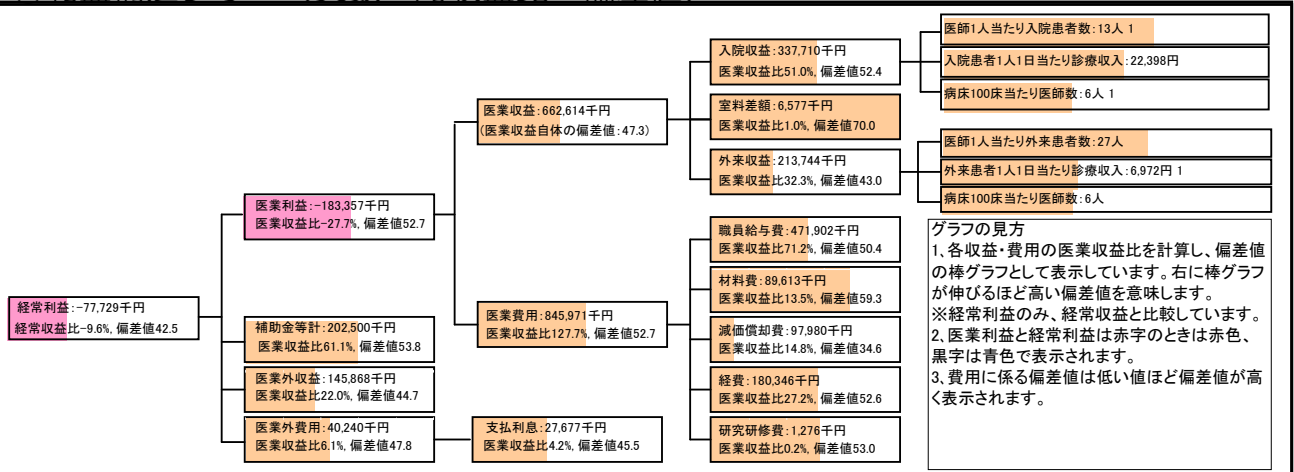 医師1人当たり入院患者数:13人 1
入院収益:337,710千円
医業収益比51.0%, 偏差値52.4
入院患者1人1日当たり診療収入:22,398円
病床100床当たり医師数:6人 1
医業収益:662,614千円
(医業収益自体の偏差値:47.3)
室料差額:6,577千円
医業収益比1.0%, 偏差値70.0
医師1人当たり外来患者数:27人
外来収益:213,744千円
医業収益比32.3%, 偏差値43.0
外来患者1人1日当たり診療収入:6,972円 1
病床100床当たり医師数:6人
医業利益:-183,357千円
医業収益比-27.7%, 偏差値52.7
職員給与費:471,902千円
医業収益比71.2%, 偏差値50.4
材料費:89,613千円
医業収益比13.5%, 偏差値59.3
経常利益:-77,729千円
経常収益比-9.6%, 偏差値42.5
医業費用:845,971千円
医業収益比127.7%, 偏差値52.7
補助金等計:202,500千円
医業収益比61.1%, 偏差値53.8
減価償却費:97,980千円
医業収益比14.8%, 偏差値34.6
医業外収益:145,868千円
医業収益比22.0%, 偏差値44.7
経費:180,346千円
医業収益比27.2%, 偏差値52.6
医業外費用:40,240千円
医業収益比6.1%, 偏差値47.8
支払利息:27,677千円
医業収益比4.2%, 偏差値45.5
研究研修費:1,276千円
医業収益比0.2%, 偏差値53.0
グラフの見方
1、各収益・費用の医業収益比を計算し、偏差値
の棒グラフとして表示しています。右に棒グラフ
が伸びるほど高い偏差値を意味します。
※経常利益のみ、経常収益と比較しています。
2、医業利益と経常利益は赤字のときは赤色、
黒字は青色で表示されます。
3、費用に係る偏差値は低い値ほど偏差値が高
く表示されます。